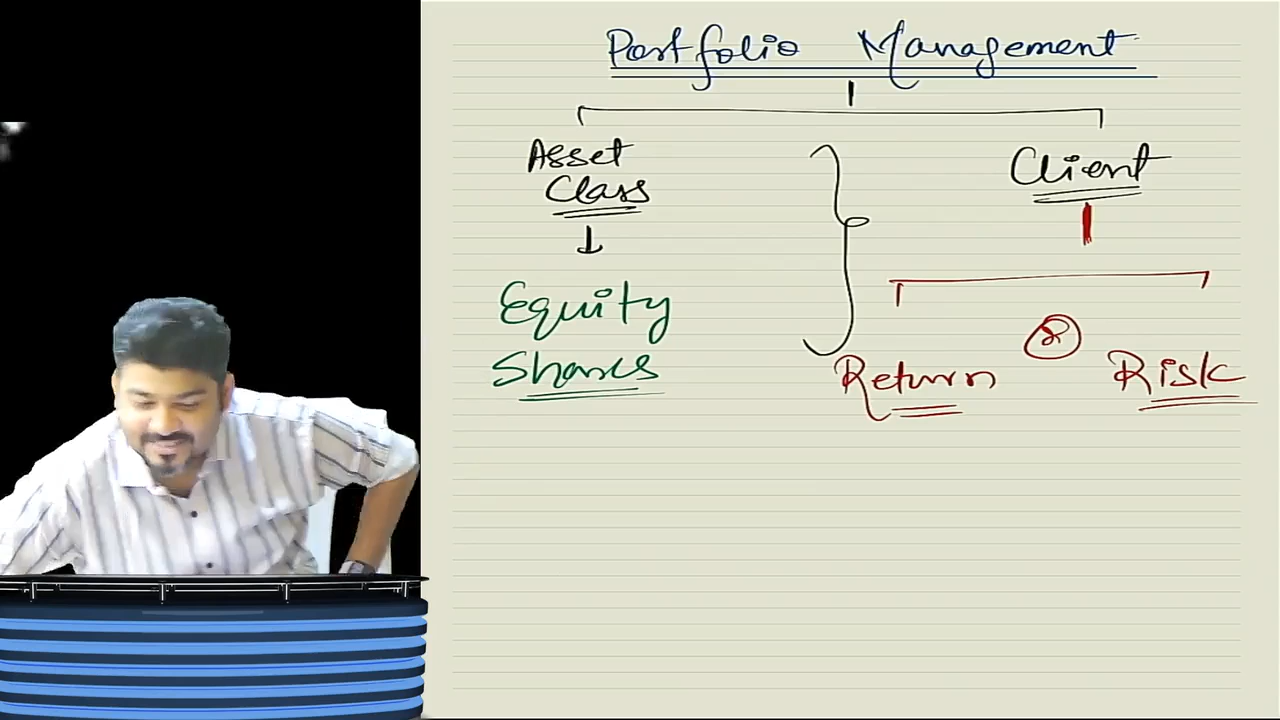 Portfolio Management
Asset
Class
Client
Equity
Shares
Return
Risk